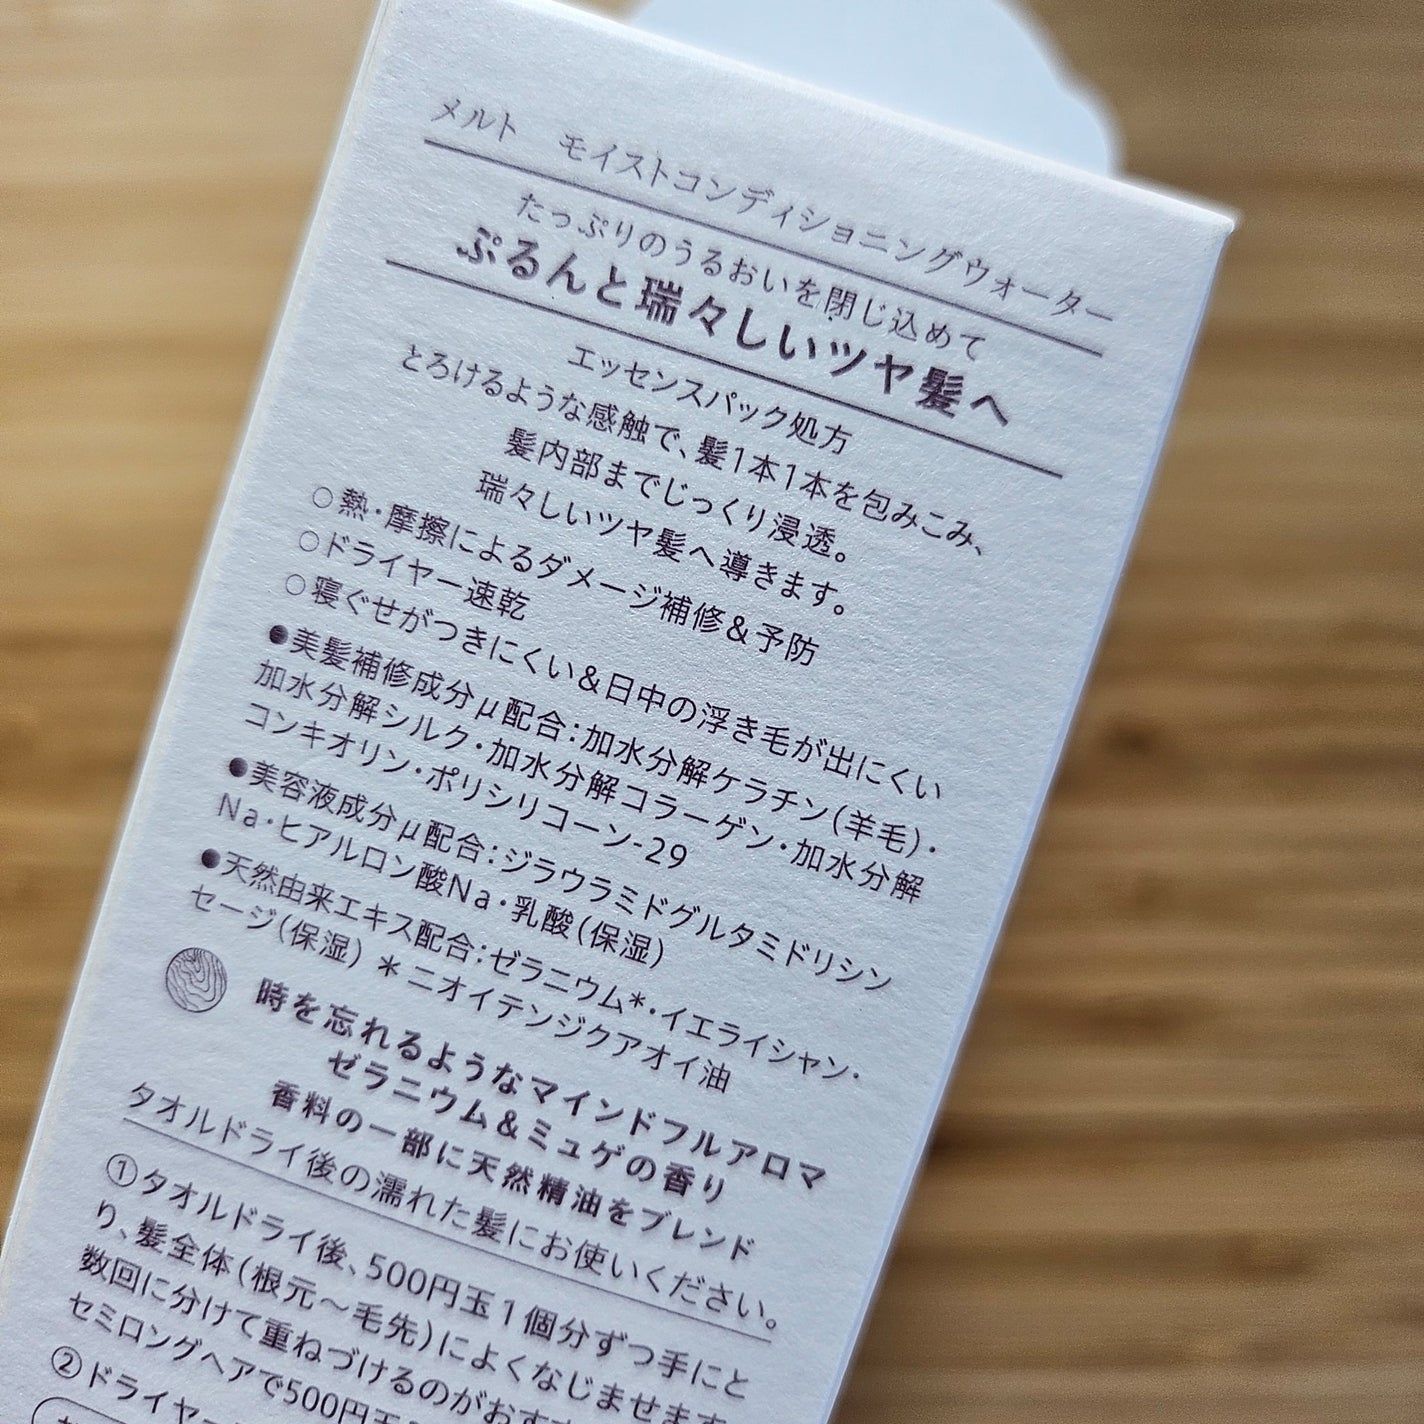 メルト　モイストコンディショニングウォーター
たっぷりのうるおいを閉じ込めて
ぷるんと瑞々しいツヤ髪へ
エッセンスパック処方
とろけるような感触で、髪1本1本を包みこみ、
髪内部までじっくり浸透。
瑞々しいツヤ髪へ導きます。
○熱・摩擦によるダメージ補修&予防
○ドライヤー速乾
○寝ぐせがつきにくい&日中の浮き毛が出にくい
●美髪補修成分μ配合：加水分解ケラチン(羊毛)・
加水分解シルク・加水分解コラーゲン・加水分解
コンキオリン・ポリシリコーン-29
●美容液成分μ配合：ジラウラミドグルタミドリシン
Na・ヒアルロン酸Na・乳酸(保湿)
●天然由来エキス配合：ゼラニウム＊・イエライシャン・
セージ(保湿) ＊ニオイテンジクアオイ油
時を忘れるようなマインドフルアロマ
ゼラニウム&ミュゲの香り
香料の一部に天然精油をブレンド
タオルドライ後の濡れた髪にお使いください。
①タオルドライ後、500円玉1個分ずつ手にと
り、髪全体(根元～毛先)によくなじませます
数回に分けて重ねづけるのがおす
セミロングヘアで500円玉
②ドライヤー